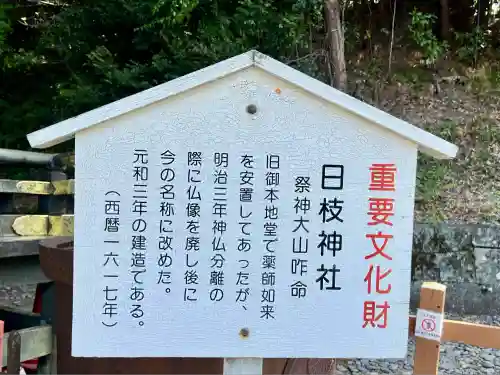 重要文化財
日枝神社
祭神大山咋命
旧御本地堂で薬師如来
を安置してあったが、
明治三年神仏分離の
際に仏像を廃し後に
今の名称に改めた。
元和三年の建造である。
（西暦一六一七年）